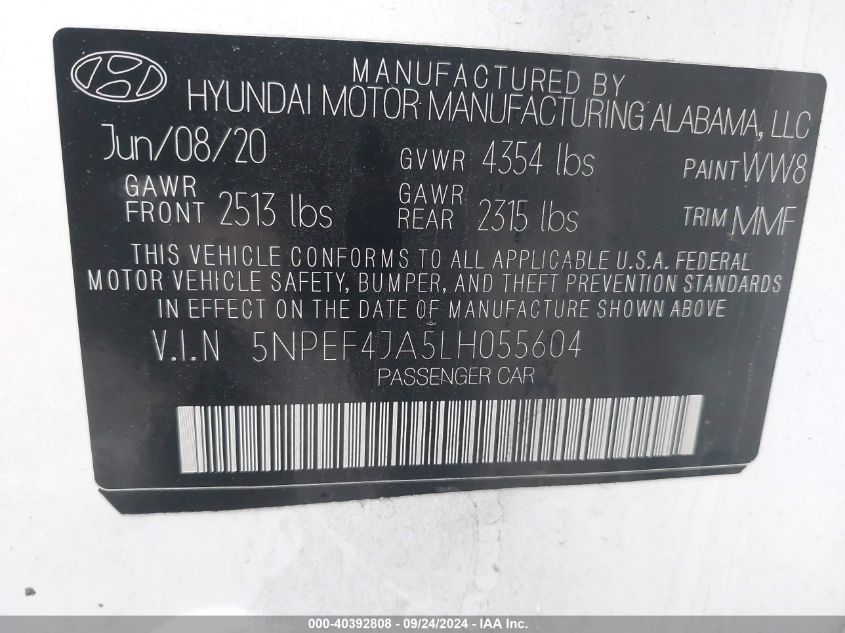 MANUFACTURED BY
HYUNDAI MOTOR MANUFACTURING ALABAMA, LLC
Jun/08/20 GVWR 4354 lbs PAINT WW8
GAWR FRONT 2513 lbs GAWR REAR 2315 lbs TRIM MMF
THIS VEHICLE CONFORMS TO ALL APPLICABLE U.S.A. FEDERAL
MOTOR VEHICLE SAFETY, BUMPER, AND THEFT PREVENTION STANDARDS
IN EFFECT ON THE DATE OF MANUFACTURE SHOWN ABOVE
V.I.N 5NPEF4JA5LH055604
PASSENGER CAR
000-40392808 - 09/24/2024 - IAA Inc.